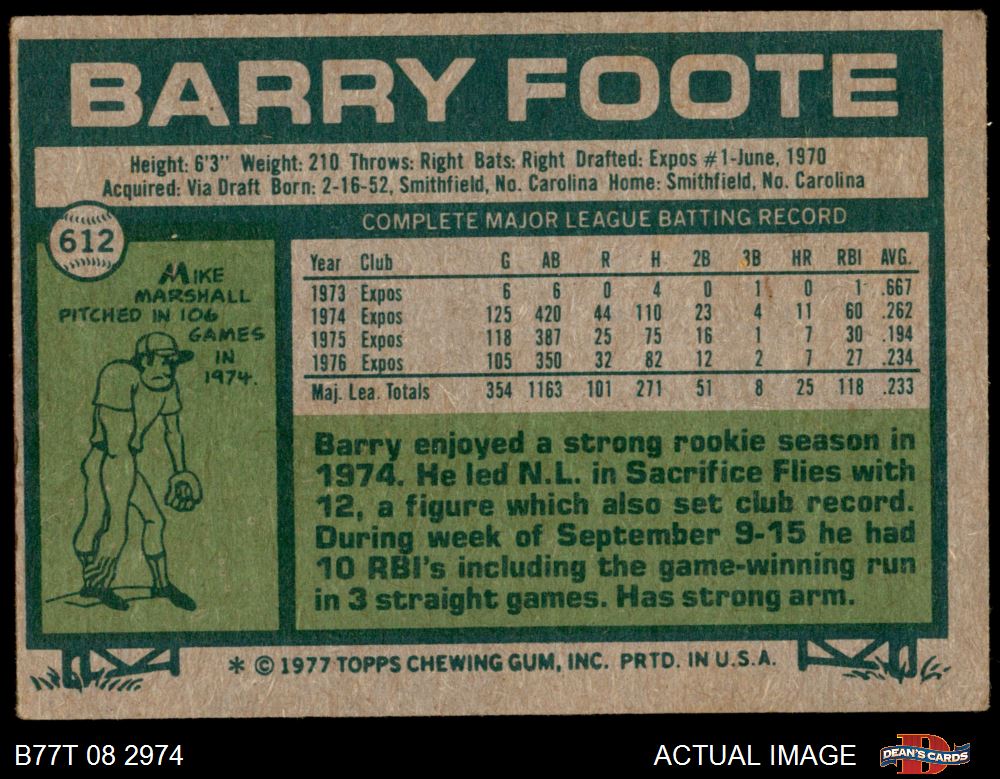 BARRY FOOTE
Height: 6'3" Weight: 210 Throws: Right Bats: Right Drafted: Expos #1-June, 1970
Acquired: Via Draft Born: 2-16-52, Smithfield, No. Carolina Home: Smithfield, No. Carolina
612
MIKE
MARSHALL
PITCHED IN 106
GAMES
IN
1974.
COMPLETE MAJOR LEAGUE BATTING RECORD
Year Club G AB R H 2B 3B HR RBI AVG.
1973 Expos 6 6 0 4 0 1 0 1 .667
1974 Expos 125 420 44 110 23 4 11 60 .262
1975 Expos 118 387 25 75 16 1 7 30 .194
1976 Expos 105 350 32 82 12 2 7 27 .234
Maj. Lea. Totals 354 1163 101 271 51 8 25 118 .233
Barry enjoyed a strong rookie season in
1974. He led N.L. in Sacrifice Flies with
12, a figure which also set club record.
During week of September 9-15 he had
10 RBI's including the game-winning run
in 3 straight games. Has strong arm.
* © 1977 TOPPS CHEWING GUM, INC. PRTD. IN U.S.A.
B77T 08 2974
ACTUAL IMAGE
DEAN'S CARDS